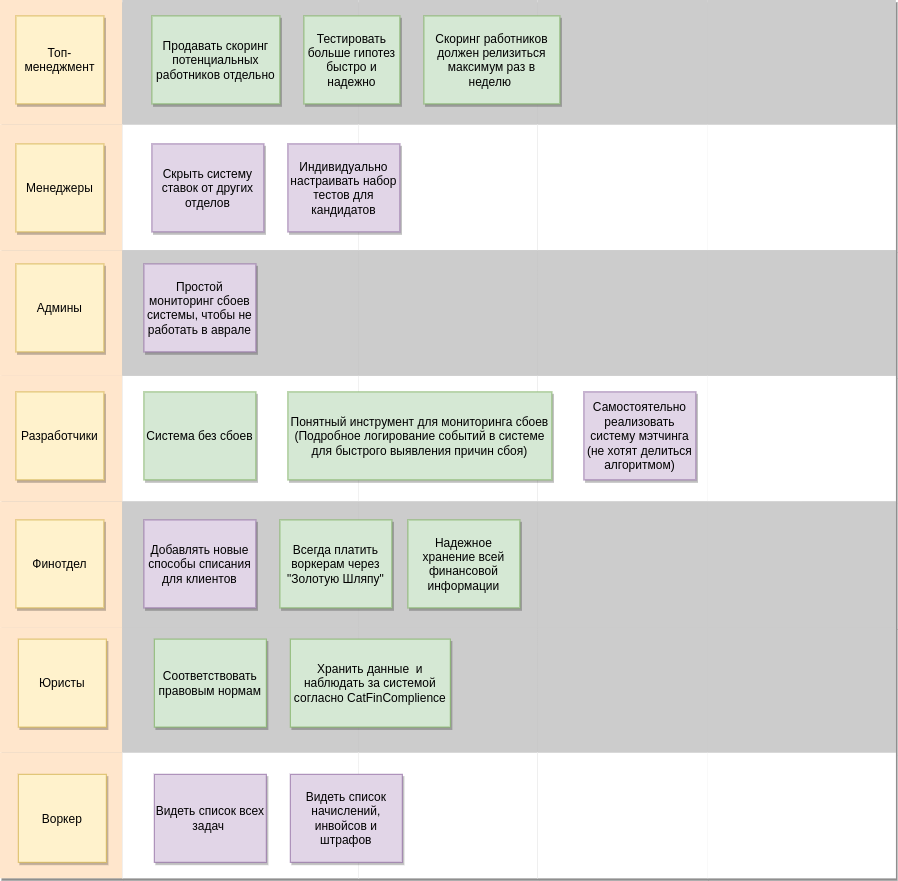 Топ-
менеджмент
Продавать скоринг
потенциальных
работников отдельно
Тестировать
больше гипотез
быстро и
надежно
Скоринг работников
должен релизиться
максимум раз в
неделю
Менеджеры
Скрыть систему
ставок от других
отделов
Индивидуально
настраивать набор
тестов для
кандидатов
Админы
Простой
мониторинг сбоев
системы, чтобы не
работать в аврале
Разработчики
Система без сбоев
Понятный инструмент для мониторинга сбоев
(Подробное логирование событий в системе
для быстрого выявления причин сбоя)
Самостоятельно
реализовать
систему мэтчинга
(не хотят делиться
алгоритмом)
Финотдел
Добавлять новые
способы списания
для клиентов
Всегда платить
воркерам через
"Золотую Шляпу"
Надежное
хранение всей
финансовой
информации
Юристы
Соответствовать
правовым нормам
Хранить данные и
наблюдать за системой
согласно CatFinComplience
Воркер
Видеть список всех
задач
Видеть список
начислений,
инвойсов и
штрафов